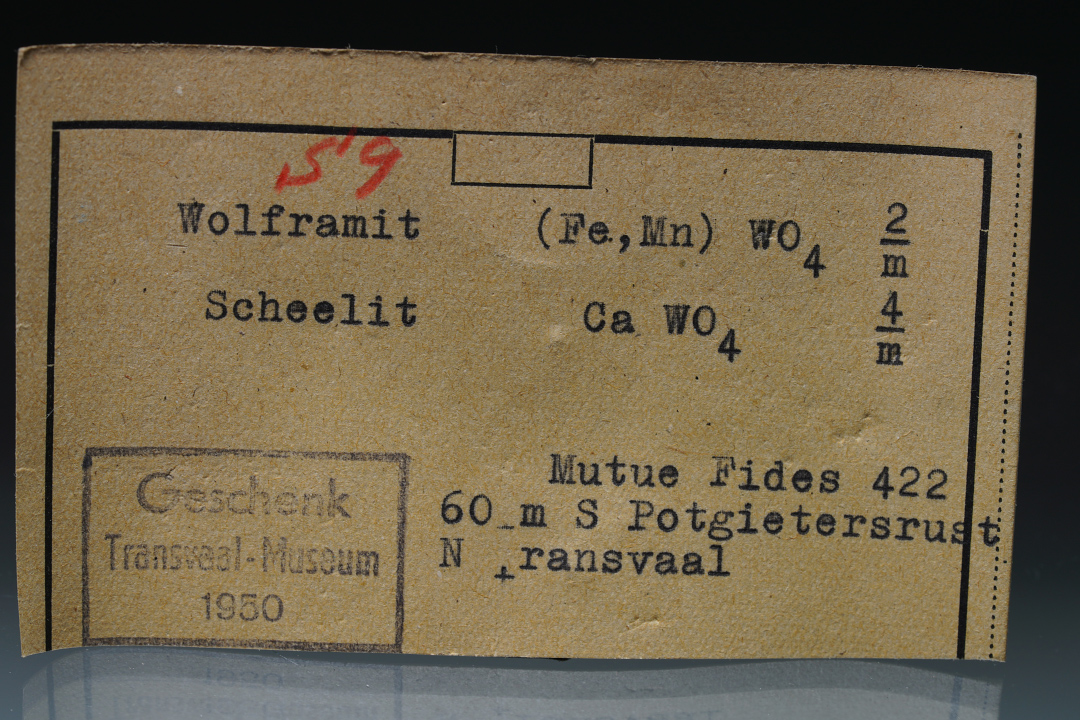 5'9
Wolframit (Fe,Mn) WO₄ 2/m
Scheelit Ca WO₄ 4/m
Geschenk
Transvaal-Museum
1950
Mutue Fides 422
60_m S Potgietersrust
N +ransvaal